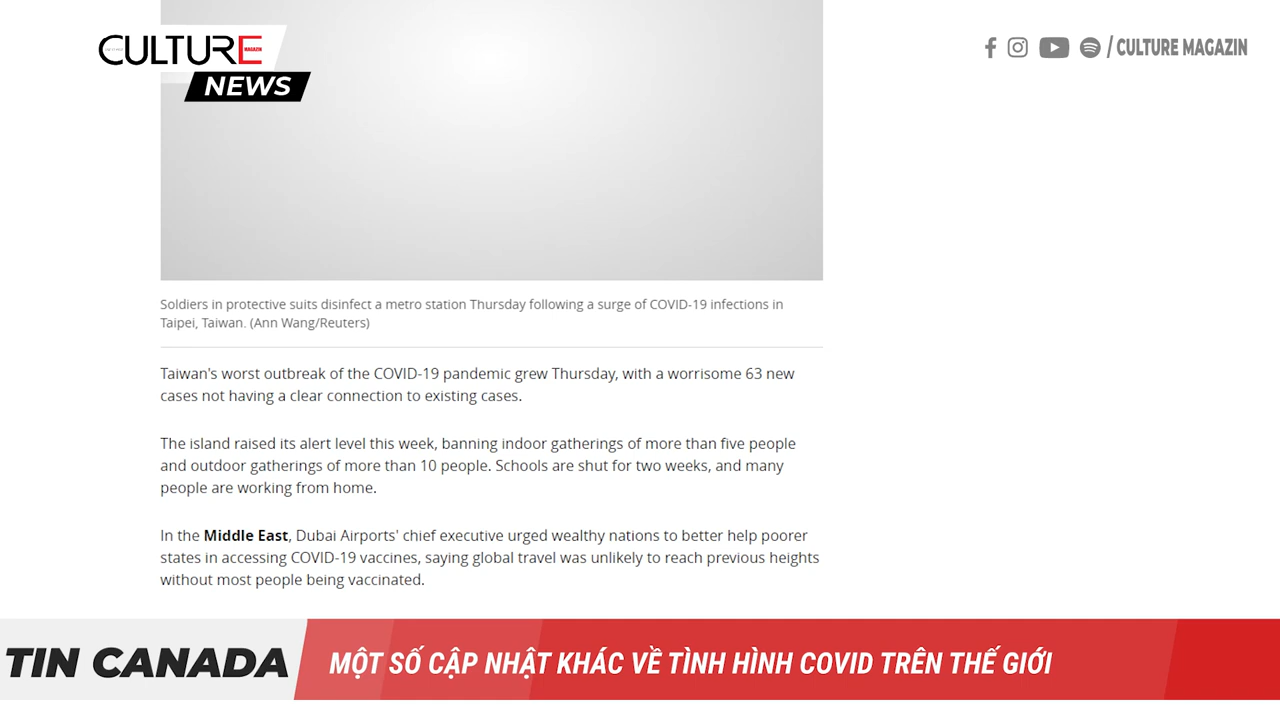 CULTURE
MAGAZIN
NEWS
/ CULTURE MAGAZIN
Soldiers in protective suits disinfect a metro station Thursday following a surge of COVID-19 infections in
Taipei, Taiwan. (Ann Wang/Reuters)
Taiwan's worst outbreak of the COVID-19 pandemic grew Thursday, with a worrisome 63 new
cases not having a clear connection to existing cases.
The island raised its alert level this week, banning indoor gatherings of more than five people
and outdoor gatherings of more than 10 people. Schools are shut for two weeks, and many
people are working from home.
In the Middle East, Dubai Airports' chief executive urged wealthy nations to better help poorer
states in accessing COVID-19 vaccines, saying global travel was unlikely to reach previous heights
without most people being vaccinated.
TIN CANADA
MỘT SỐ CẬP NHẬT KHÁC VỀ TÌNH HÌNH COVID TRÊN THẾ GIỚI